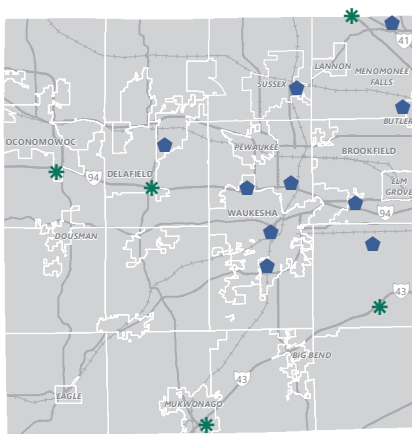 41
LANNON
MENOMONEE
FALLS
SUSSEX
BUTLER
OCONOMOWOC
PEWAUKEE
BROOKFIELD
94
DELAFIELD
ELM
GROVE
WAUKESHA
94
DOUSMAN
43
BIG BEND
43
EAGLE
MUKWONAGO